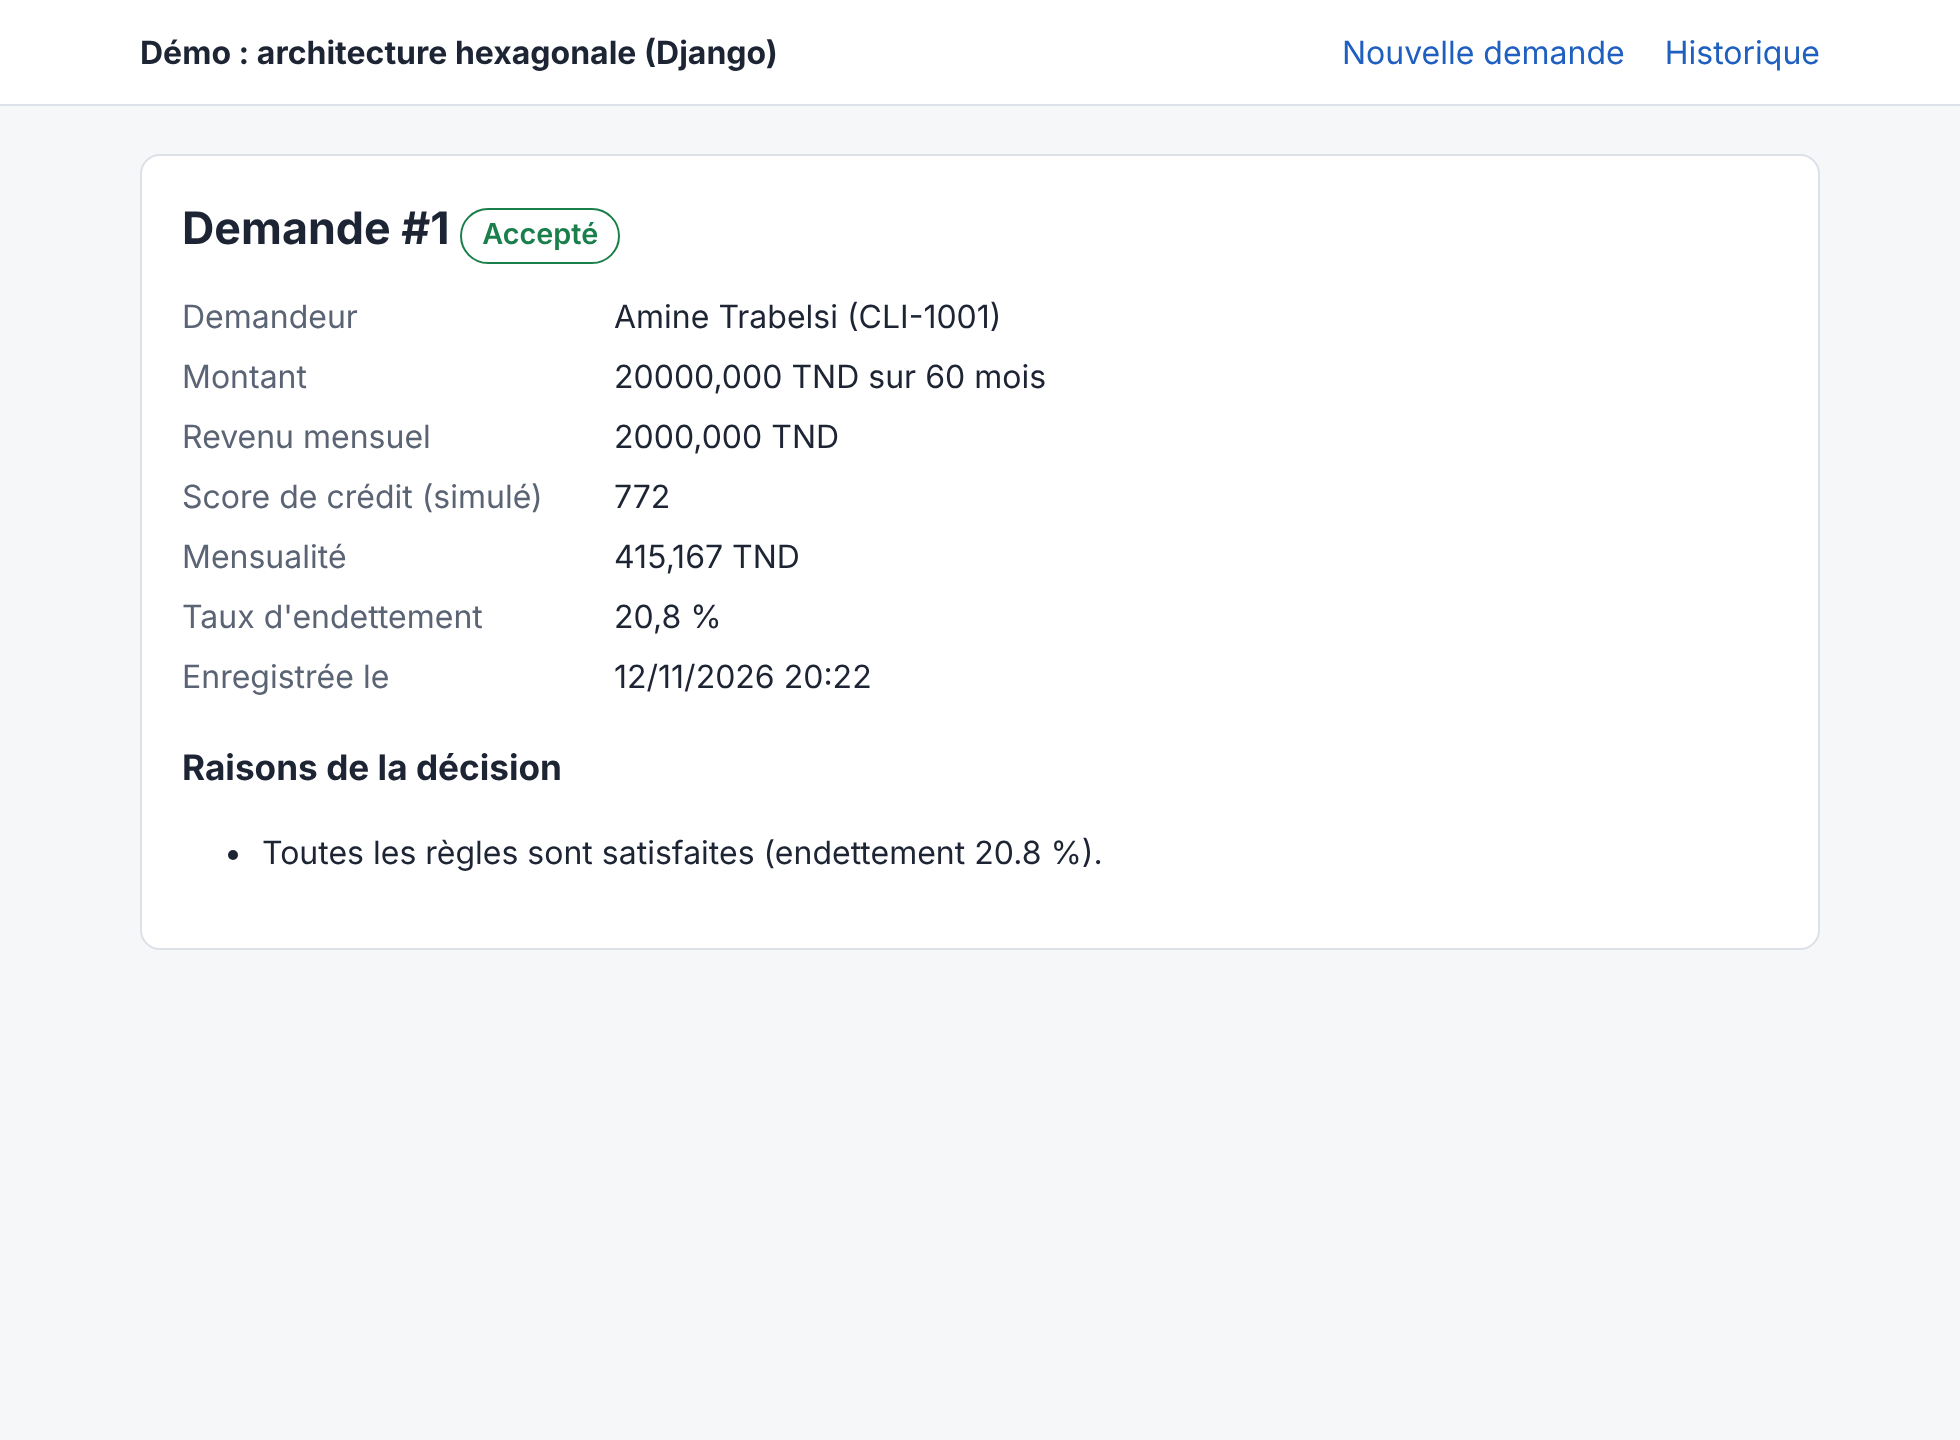 Démo : architecture hexagonale (Django)
Nouvelle demande
Historique
Demande #1 Accepté
Demandeur Amine Trabelsi (CLI-1001)
Montant 20000,000 TND sur 60 mois
Revenu mensuel 2000,000 TND
Score de crédit (simulé) 772
Mensualité 415,167 TND
Taux d'endettement 20,8 %
Enregistrée le 12/11/2026 20:22
Raisons de la décision
• Toutes les règles sont satisfaites (endettement 20.8 %).